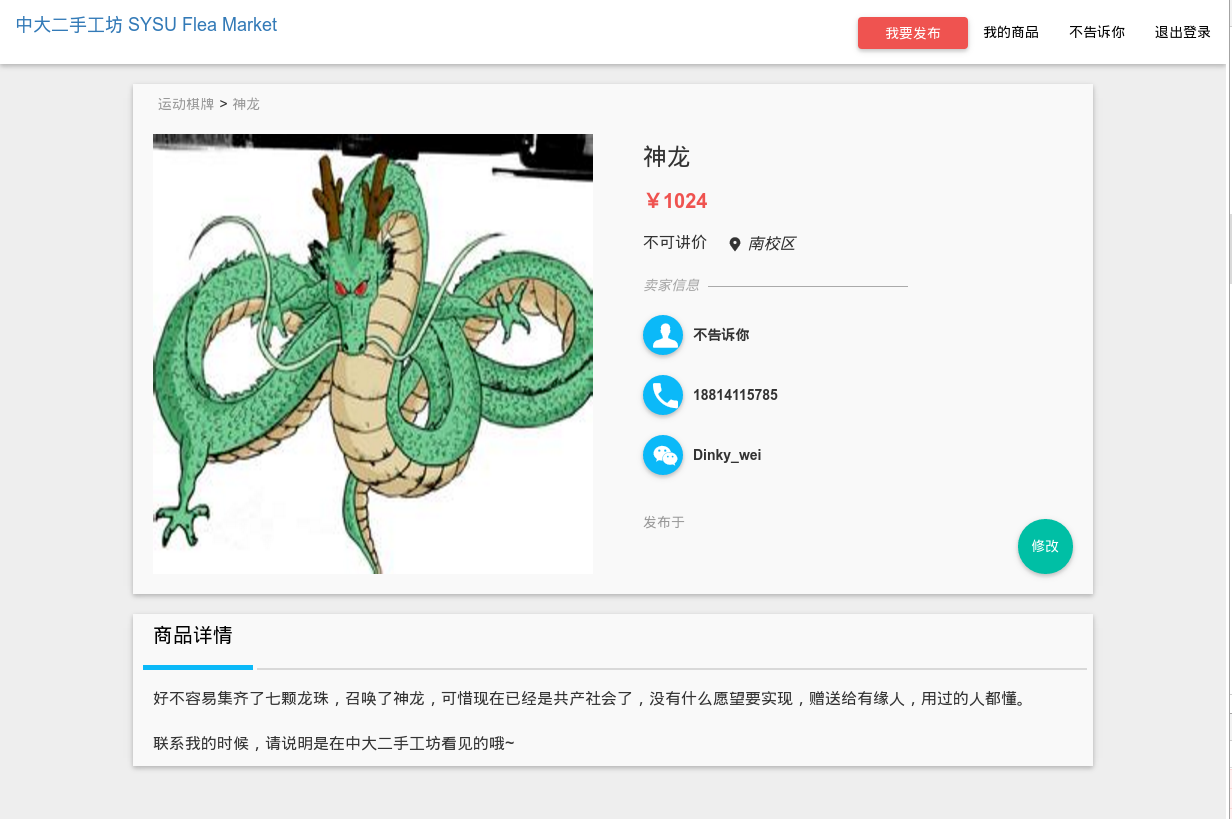 中大二手工坊 SYSU Flea Market
我要发布 我的商品 不告诉你 退出登录
运动棋牌 > 神龙
神龙
￥1024
不可讲价 南校区
卖家信息
不告诉你
18814115785
Dinky_wei
发布于
修改
商品详情
好不容易集齐了七颗龙珠，召唤了神龙，可惜现在已经是共产社会了，没有什么愿望要实现，赠送给有缘人，用过的人都懂。
联系我的时候，请说明是在中大二手工坊看见的哦~